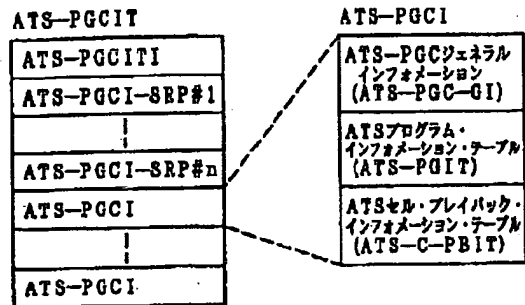 ATS-PGCIT
ATS-PGCITI
ATS-PGCI-SRP#1
ATS-PGCI-SRP#n
ATS-PGCI
ATS-PGCI
ATS-PGCI
ATS-PGCジェネラル
インフォメーション
(ATS-PGC-GI)
ATSプログラム・
インフォメーション・テーブル
(ATS-PGIT)
ATSセル・プレイバック・
インフォメーション・テーブル
(ATS-C-PBIT)